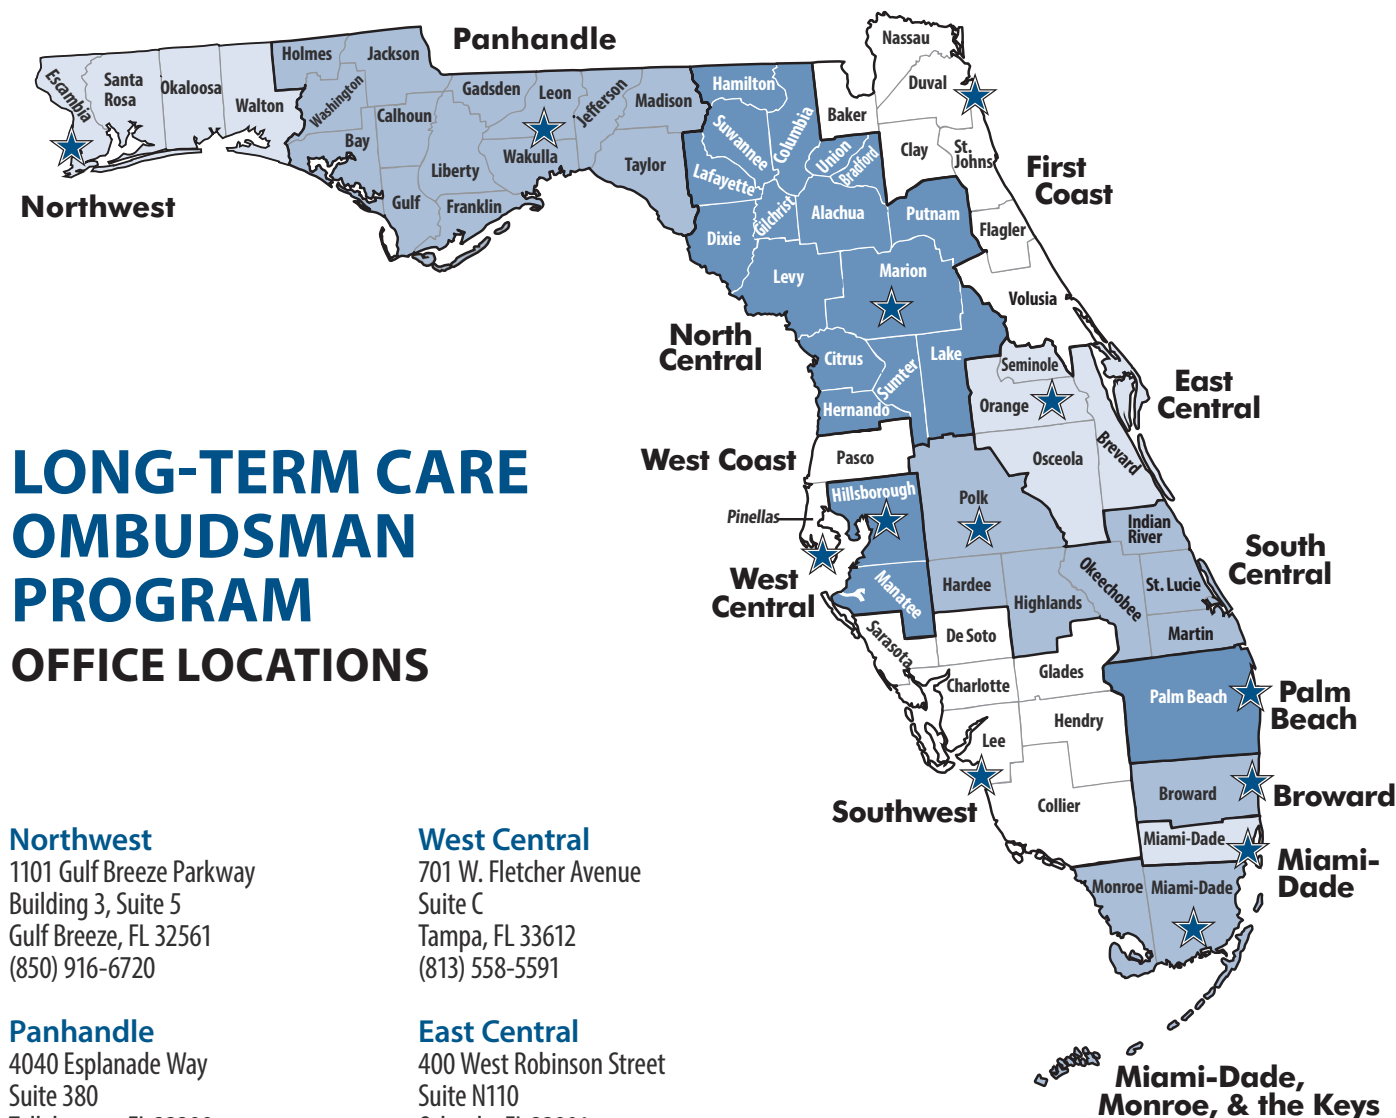 Panhandle
Nassau
Holmes
Jackson
Escambia
Santa
Rosa
Okaloosa
Walton
Washington
Gadsden
Leon
Jefferson
Madison
Hamilton
Duval
Calhoun
Bay
Liberty
Wakulla
Taylor
Gulf
Franklin
Suwannee
Columbia
Baker
Union
Bradford
Clay
St.
Johns
Lafayette
Northwest
First
Coast
Gilchrist
Alachua
Putnam
Dixie
Flagler
Levy
Marion
Volusia
North
Central
Citrus
Sumter
Lake
Seminole
Hernando
Orange
East
Central
West Coast
Pasco
Osceola
Brevard
Hillsborough
Pinellas
Polk
Indian
River
South
Central
West
Central
Manatee
Hardee
Highlands
Okeechobee
St. Lucie
Martin
Sarasota
De Soto
Glades
Charlotte
Palm Beach
Palm
Beach
Hendry
Lee
Southwest
Collier
Broward
Broward
Miami-Dade
Miami-
Dade
Monroe
Miami-Dade
Miami-Dade,
Monroe, & the Keys
LONG-TERM CARE
OMBUDSMAN
PROGRAM
OFFICE LOCATIONS
Northwest
1101 Gulf Breeze Parkway
Building 3, Suite 5
Gulf Breeze, FL 32561
(850) 916-6720
Panhandle
4040 Esplanade Way
Suite 380
West Central
701 W. Fletcher Avenue
Suite C
Tampa, FL 33612
(813) 558-5591
East Central
400 West Robinson Street
Suite N110